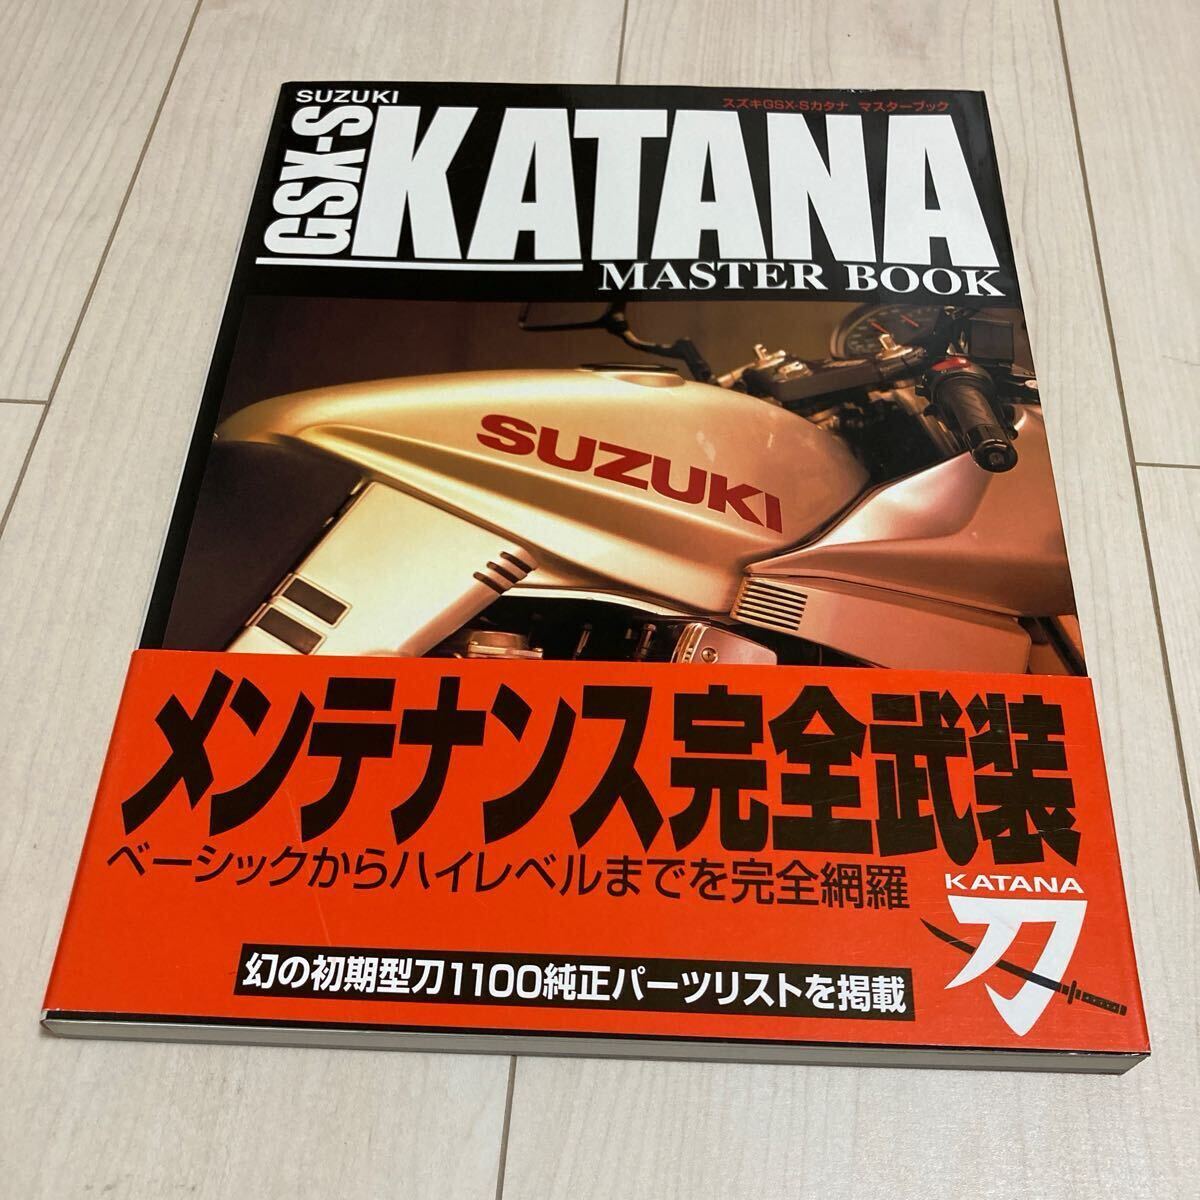 スズキGSX-Sカタナ マスターブック
SUZUKI
GSX-S
KATANA
MASTER BOOK
SUZUKI
メンテナンス完全武装
ベーシックからハイレベルまでを完全網羅
KATANA
刀
幻の初期型刀1100純正パーツリストを掲載